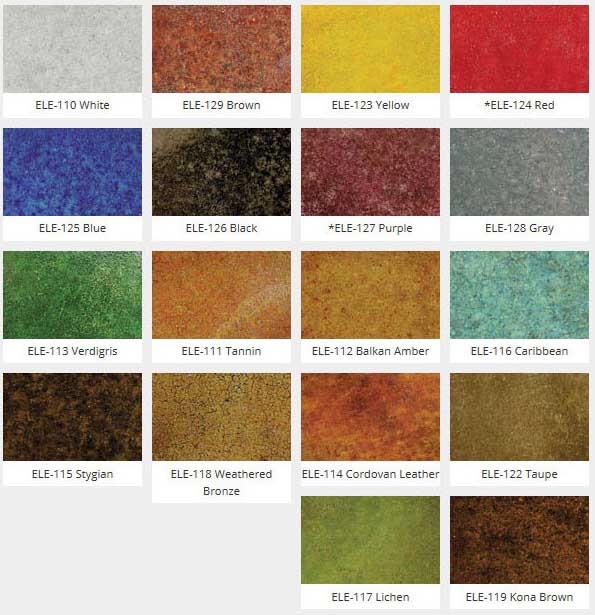 ELE-110 White
ELE-129 Brown
ELE-123 Yellow
*ELE-124 Red
ELE-125 Blue
ELE-126 Black
*ELE-127 Purple
ELE-128 Gray
ELE-113 Verdigris
ELE-111 Tannin
ELE-112 Balkan Amber
ELE-116 Caribbean
ELE-115 Stygian
ELE-118 Weathered
Bronze
ELE-114 Cordovan Leather
ELE-122 Taupe
ELE-117 Lichen
ELE-119 Kona Brown